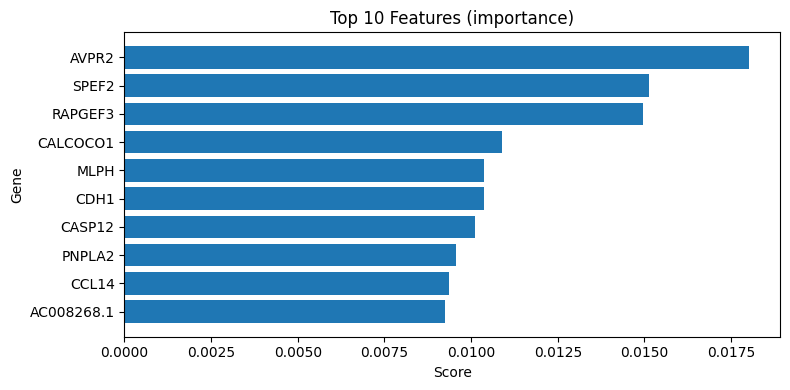 Top 10 Features (importance)
AVPR2
SPEF2
RAPGEF3
CALCOCO1
MLPH
CDH1
CASP12
PNPLA2
CCL14
AC008268.1
Gene
0.0000 0.0025 0.0050 0.0075 0.0100 0.0125 0.0150 0.0175
Score